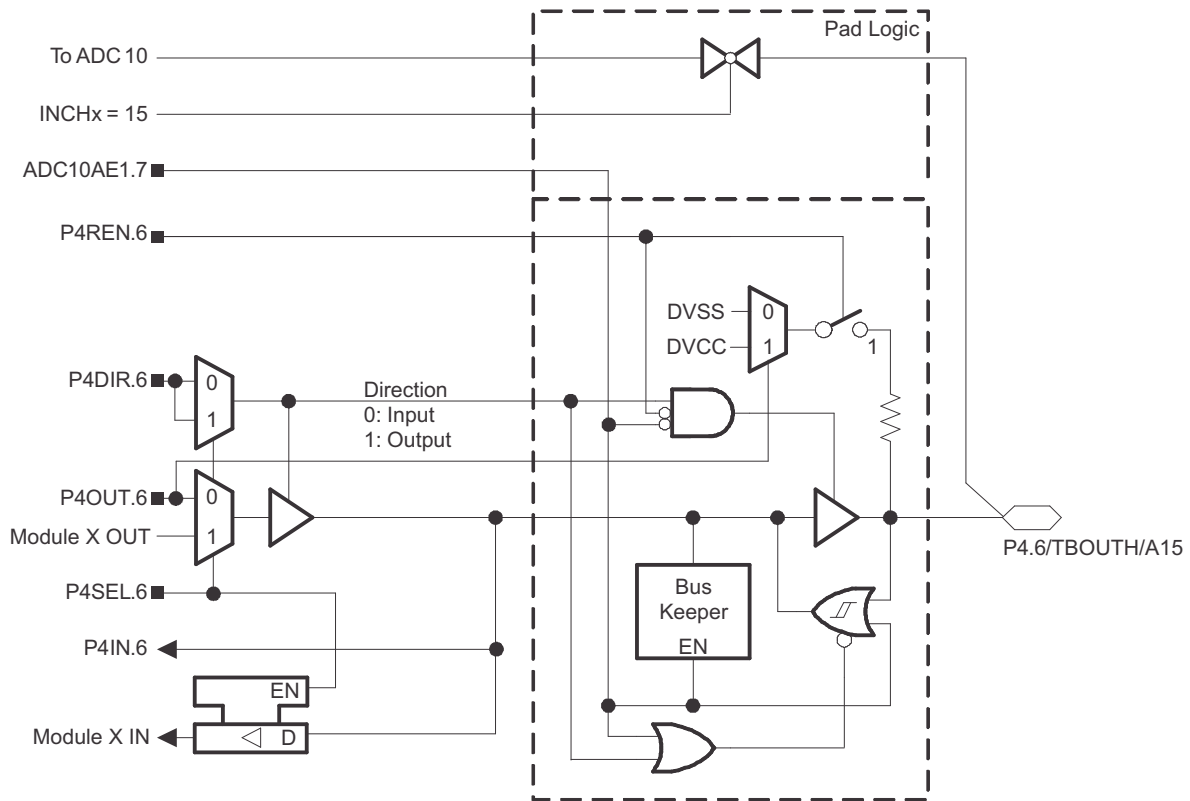 Pad Logic
To ADC 10
INCHx = 15
ADC10AE1.7
P4REN.6
DVSS
0
DVCC
1
1
P4DIR.6
0
1
Direction
0: Input
1: Output
P4OUT.6
0
Module X OUT
1
P4.6/TBOUTH/A15
P4SEL.6
Bus
Keeper
EN
P4IN.6
EN
Module X IN
D